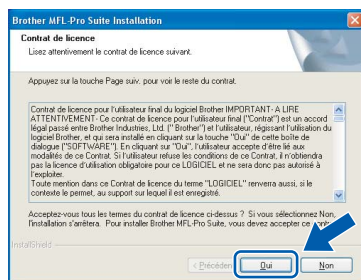 Brother MFL-Pro Suite Installation
Contrat de licence
Lisez attentivement le contrat de licence suivant.
Appuyez sur la touche Page suiv. pour voir le reste du contrat.
Contrat de licence pour l'utilisateur final du logiciel Brother IMPORTANT- A LIRE
ATTENTIVEMENT- Ce contrat de licence pour l'utilisateur final ("Contrat") est un accord
légal passé entre Brother Industries, Ltd. (" Brother") et l'utilisateur, régissant l'utilisation du
logiciel Brother, et qui sera installé en cliquant sur la touche "Oui" de cette boîte de
dialogue ("SOFTWARE"). En cliquant sur "Oui", l'utilisateur accepte d'être lié aux
modalités de ce Contrat. Si l'utilisateur refuse les conditions de ce Contrat, il n'obtiendra
pas la licence d'utilisation obligatoire pour ce LOGICIEL et ne sera donc pas autorisé à
l'exploiter.
Toute mention dans ce Contrat de licence du terme "LOGICIEL" renverra aussi, si le
contexte le permet, au support sur lequel il est enregistré.
Acceptez-vous tous les termes du contrat de licence ci-dessus ? Si vous sélectionnez Non,
l'installation s'arrêtera. Pour installer Brother MFL-Pro Suite, vous devez accepter ce
InstallShield
< Précédent
Oui
Non